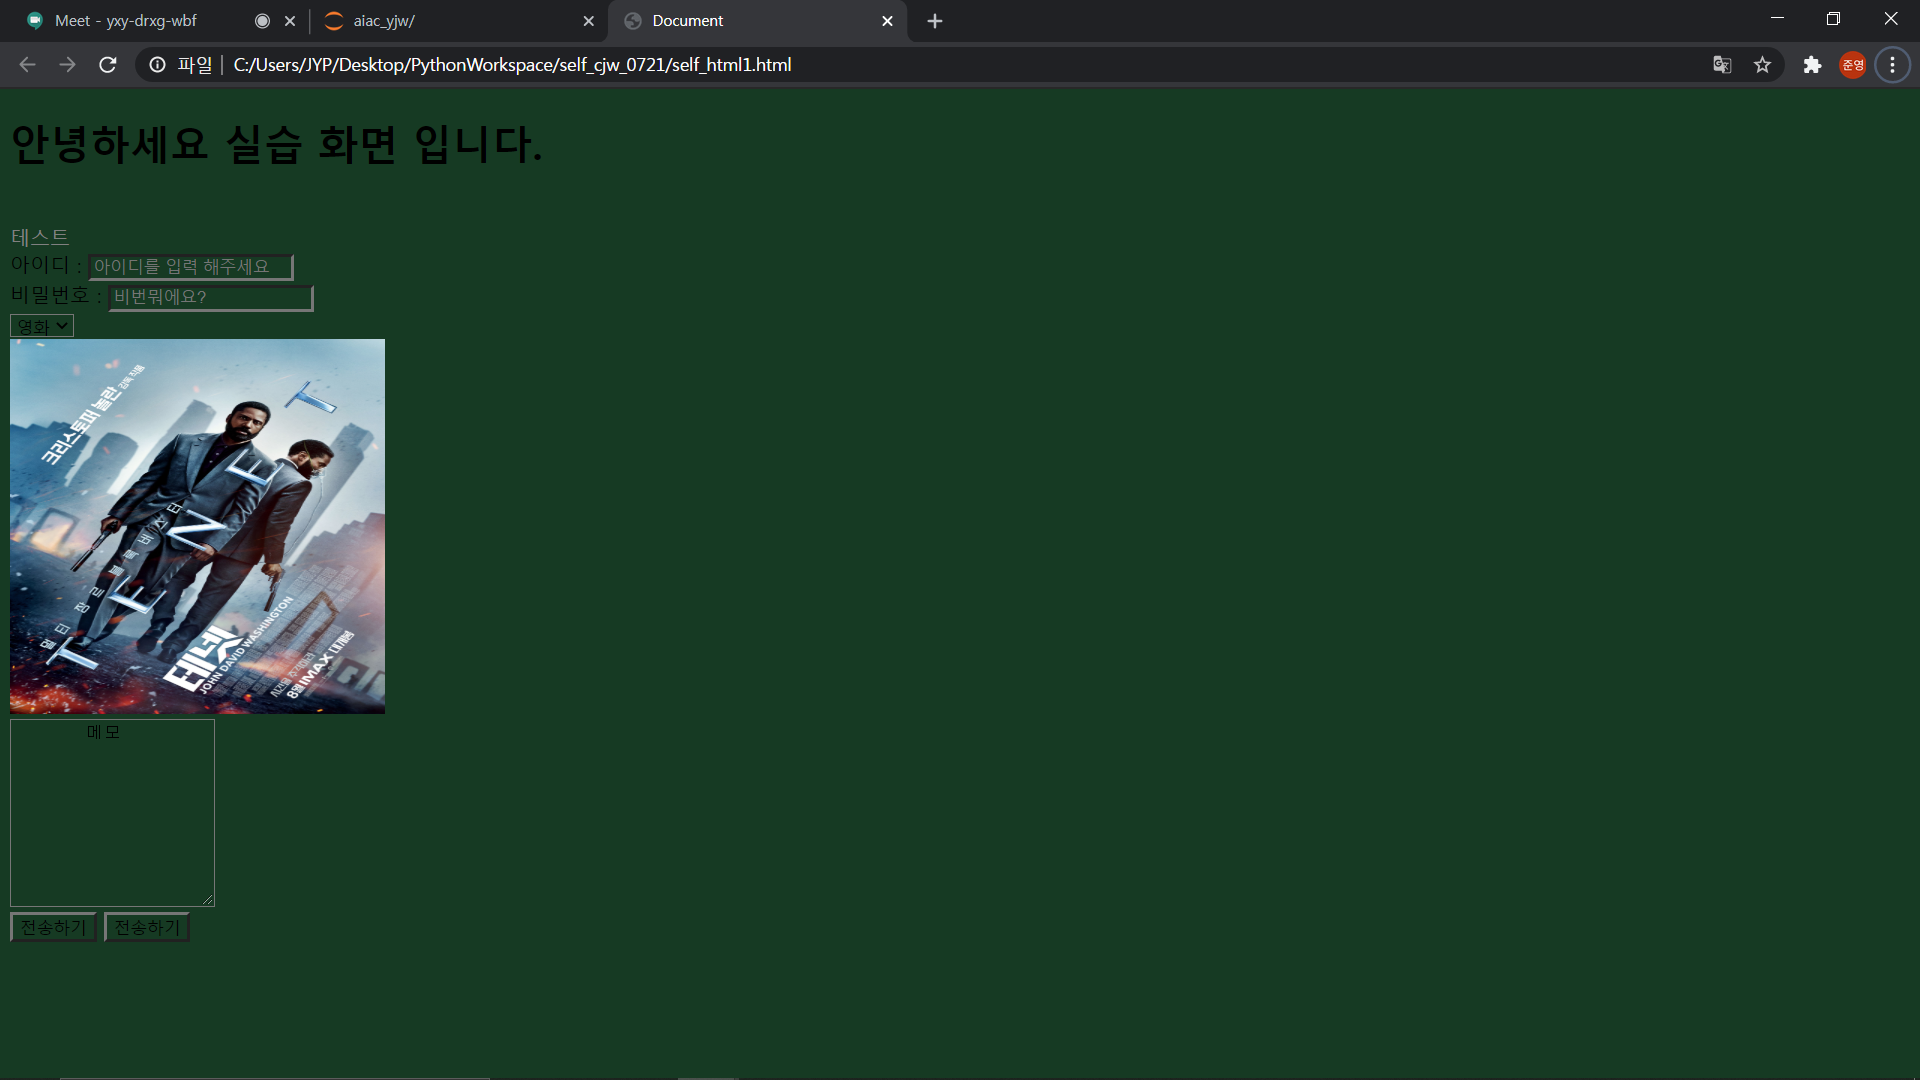 Meet - yxy-drxg-wbf
aiac_yjw/
Document
파일 | C:/Users/JYP/Desktop/PythonWorkspace/self_cjw_0721/self_html1.html
준영
안녕하세요 실습 화면 입니다.
테스트
아이디 : 아이디를 입력 해주세요
비밀번호 : 비번뭐에요?
영화
크리스토퍼 놀란 감독 작품
TENET
테넷
JOHN DAVID WASHINGTON
8월 IMAX 대개봉
메모
전송하기 전송하기